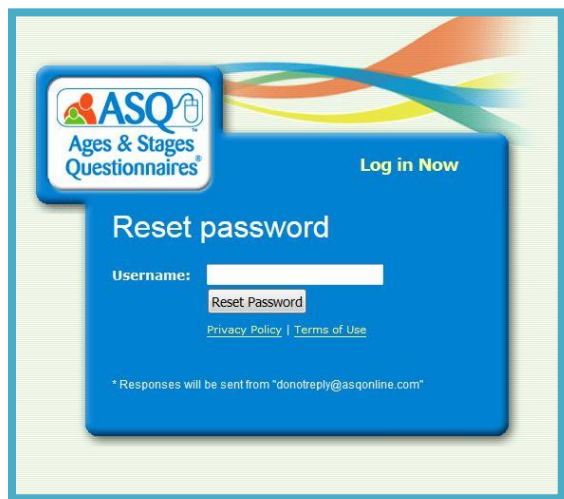 ASQ™
Ages & Stages
Questionnaires®
Log in Now
Reset password
Username:
Reset Password
Privacy Policy | Terms of Use
* Responses will be sent from "donotreply@asqonline.com"